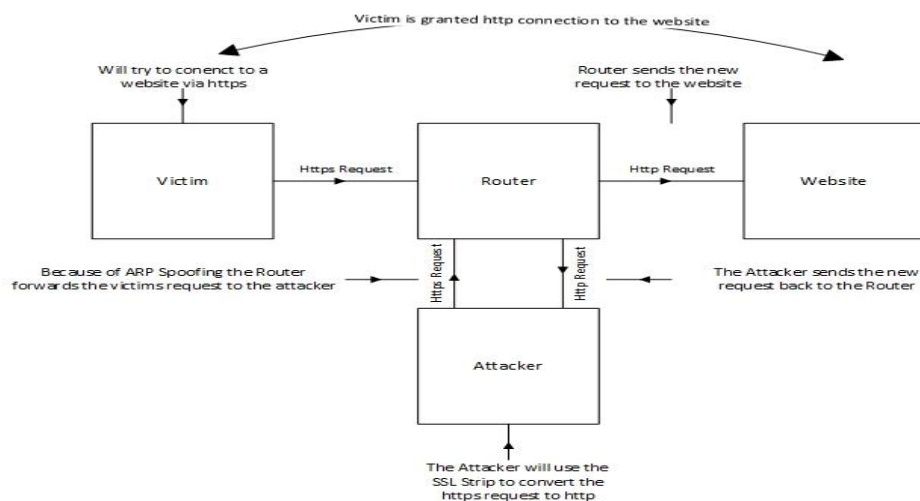 Victim is granted http connection to the website
Will try to conenct to a
website via https
Router sends the new
request to the website
Victim
Https Request
Router
Http Request
Website
Because of ARP Spoofing the Router
forwards the victims request to the attacker
Https Request
Http Request
The Attacker sends the new
request back to the Router
Attacker
The Attacker will use the
SSL Strip to convert the
https request to http